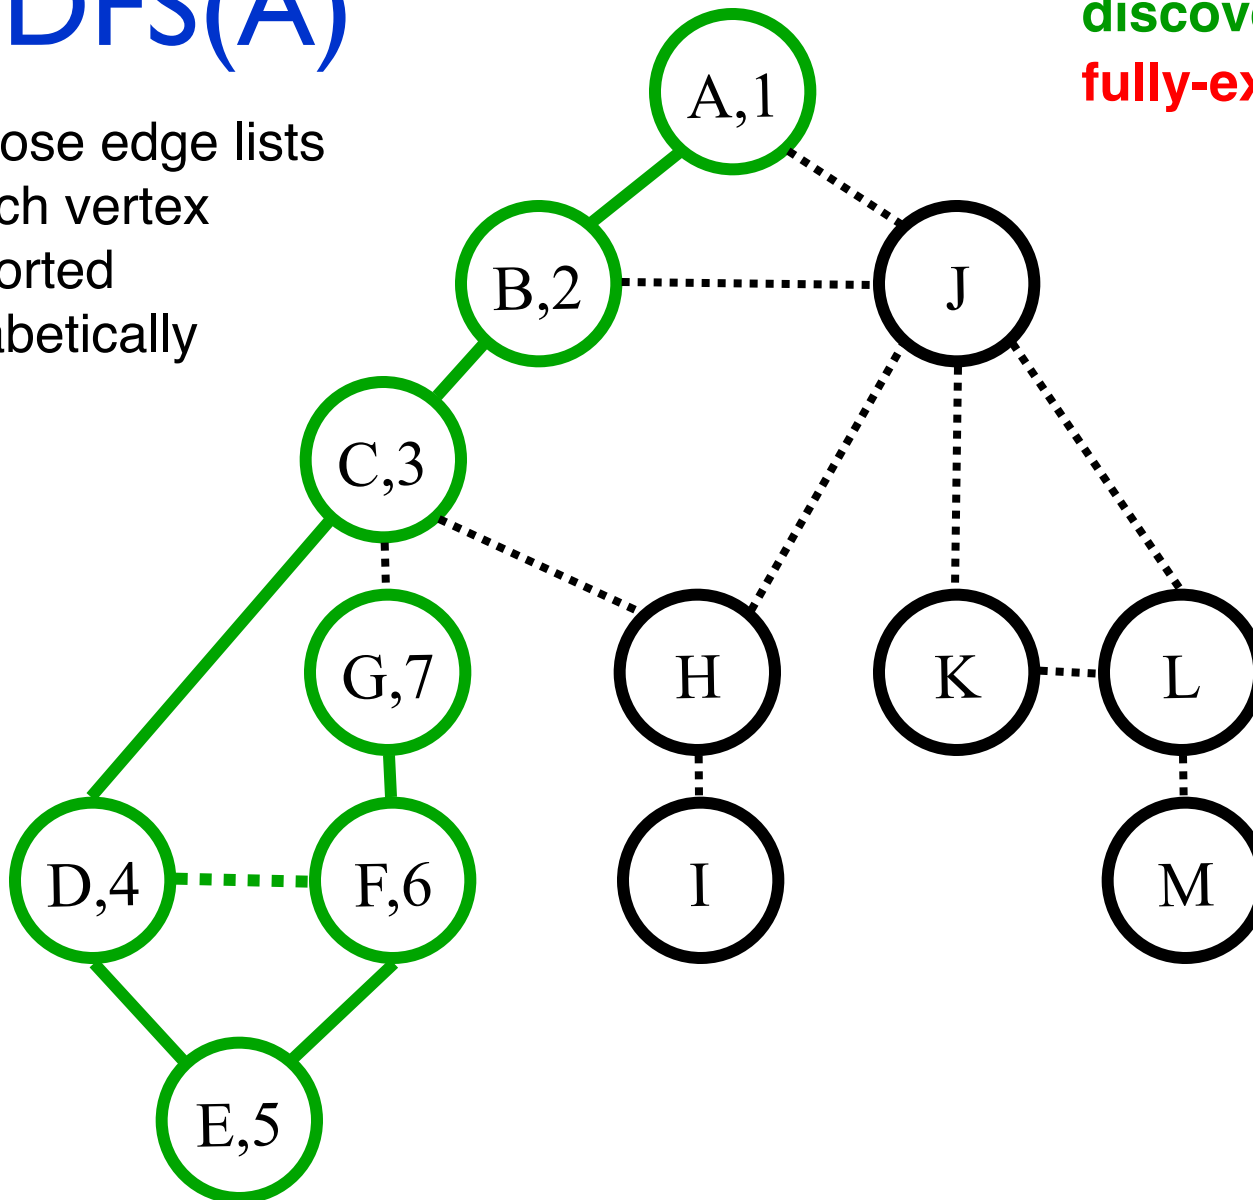 DFS(A)
discove
fully-ex
ose edge lists
ch vertex
orted
abetically
A,1
B,2
J
C,3
G,7
H
K
L
D,4
F,6
I
M
E,5